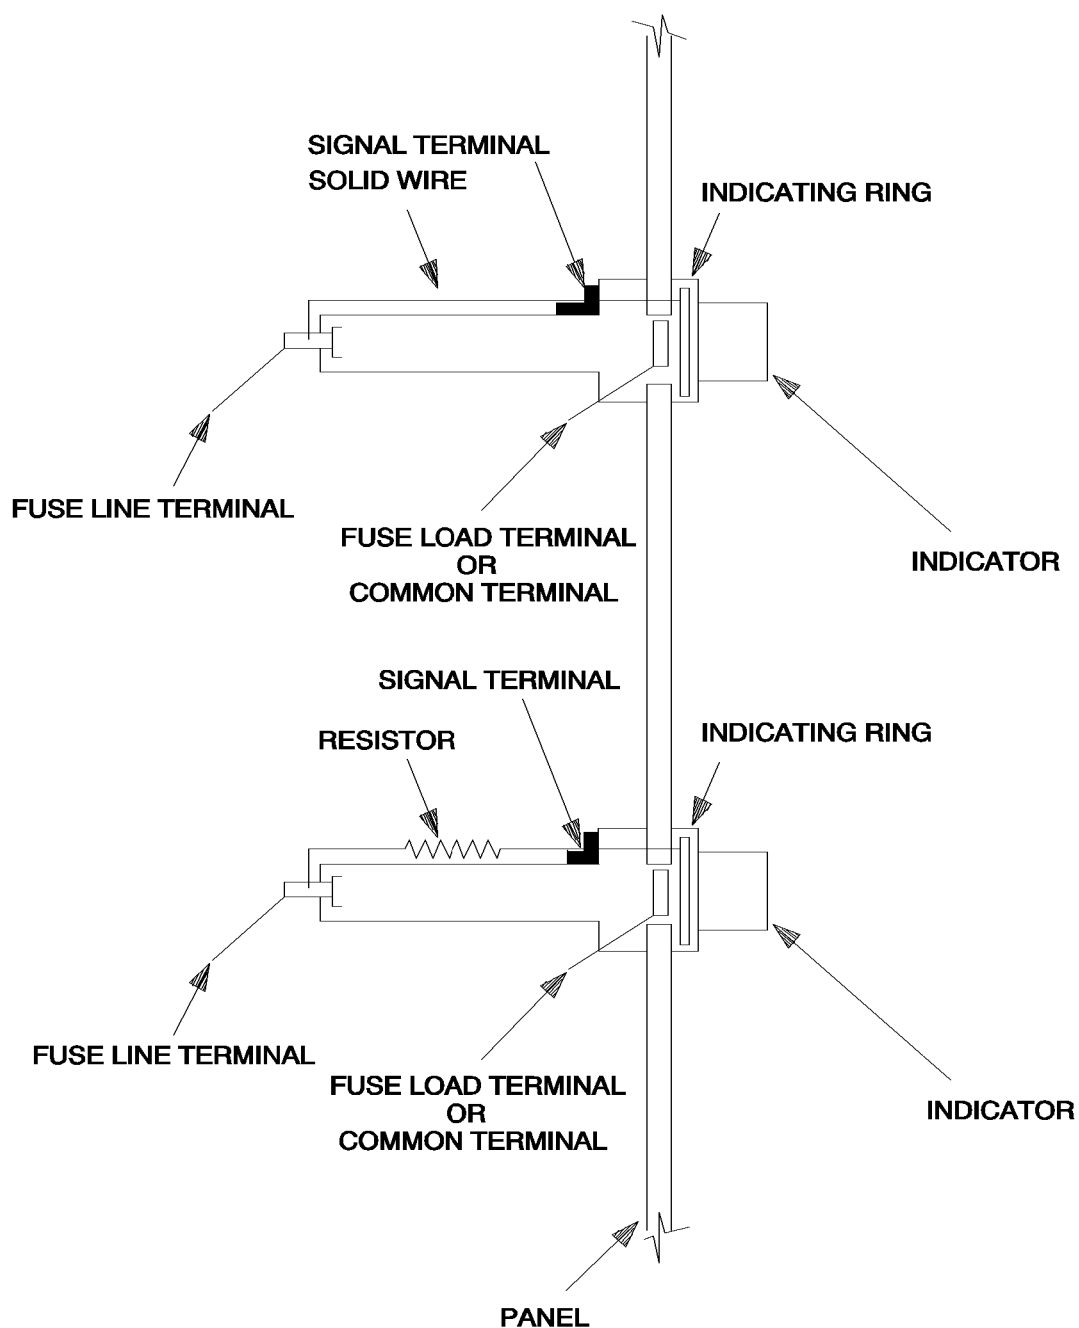 SIGNAL TERMINAL
SOLID WIRE
INDICATING RING
FUSE LINE TERMINAL
FUSE LOAD TERMINAL
OR
COMMON TERMINAL
INDICATOR
SIGNAL TERMINAL
RESISTOR
INDICATING RING
FUSE LINE TERMINAL
FUSE LOAD TERMINAL
OR
COMMON TERMINAL
INDICATOR
PANEL